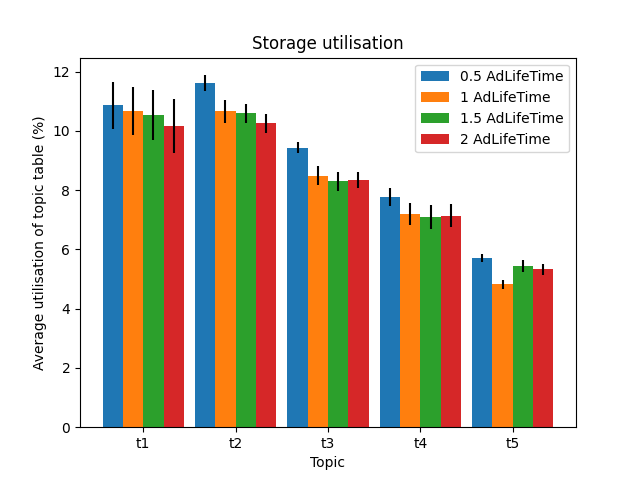 Storage utilisation
0.5 AdLifeTime
1 AdLifeTime
1.5 AdLifeTime
2 AdLifeTime
Average utilisation of topic table (%)
12
10
8
6
4
2
0
t1 t2 t3 t4 t5
Topic